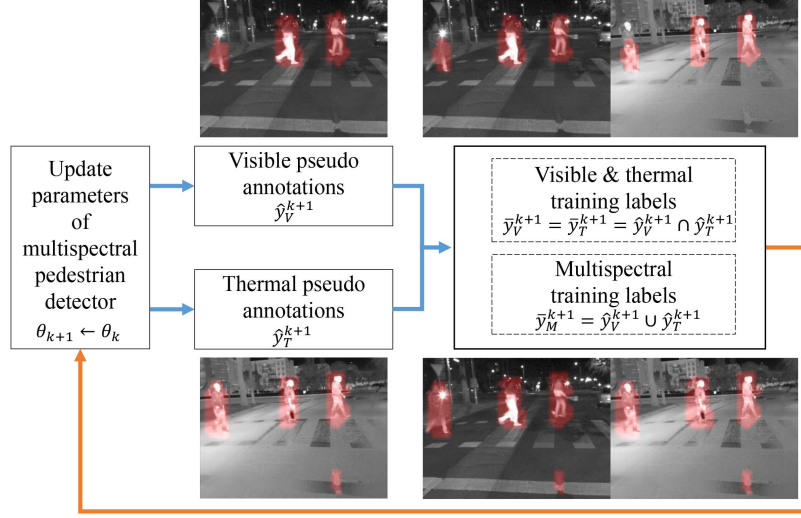 Update
parameters
of
multispectral
pedestrian
detector
θₖ₊₁ ← θₖ
Visible pseudo
annotations
ŷ_V^{k+1}
Thermal pseudo
annotations
ŷ_T^{k+1}
Visible & thermal
training labels
ȳ_V^{k+1} = ȳ_T^{k+1} = ŷ_V^{k+1} ∩ ŷ_T^{k+1}
Multispectral
training labels
ȳ_M^{k+1} = ŷ_V^{k+1} ∪ ŷ_T^{k+1}